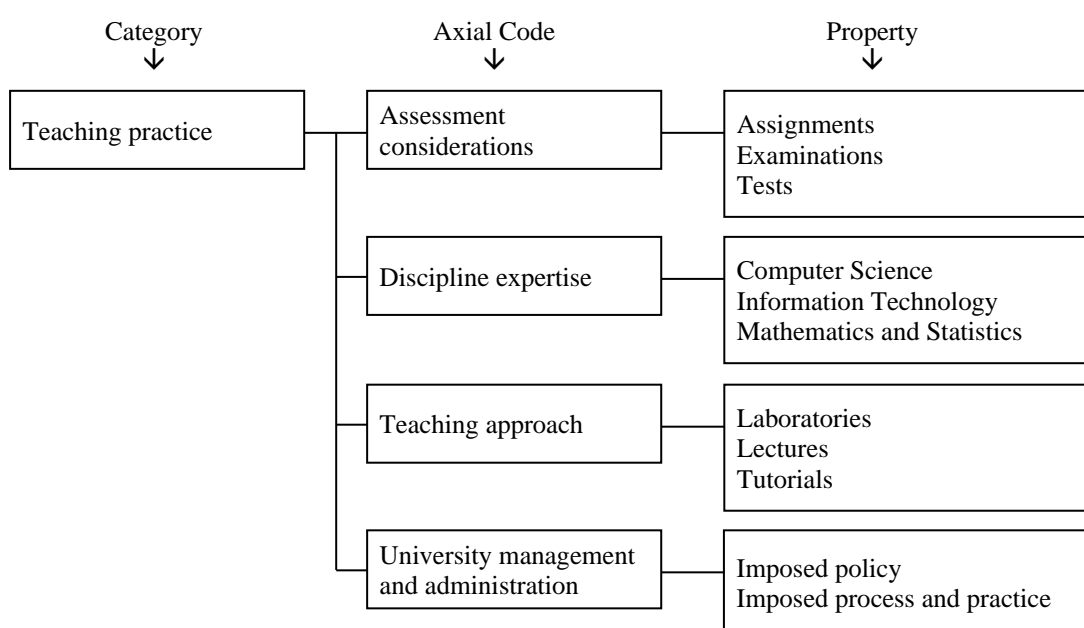 Category
Axial Code
Property
Teaching practice
Assessment
considerations
Assignments
Examinations
Tests
Discipline expertise
Computer Science
Information Technology
Mathematics and Statistics
Teaching approach
Laboratories
Lectures
Tutorials
University management
and administration
Imposed policy
Imposed process and practice